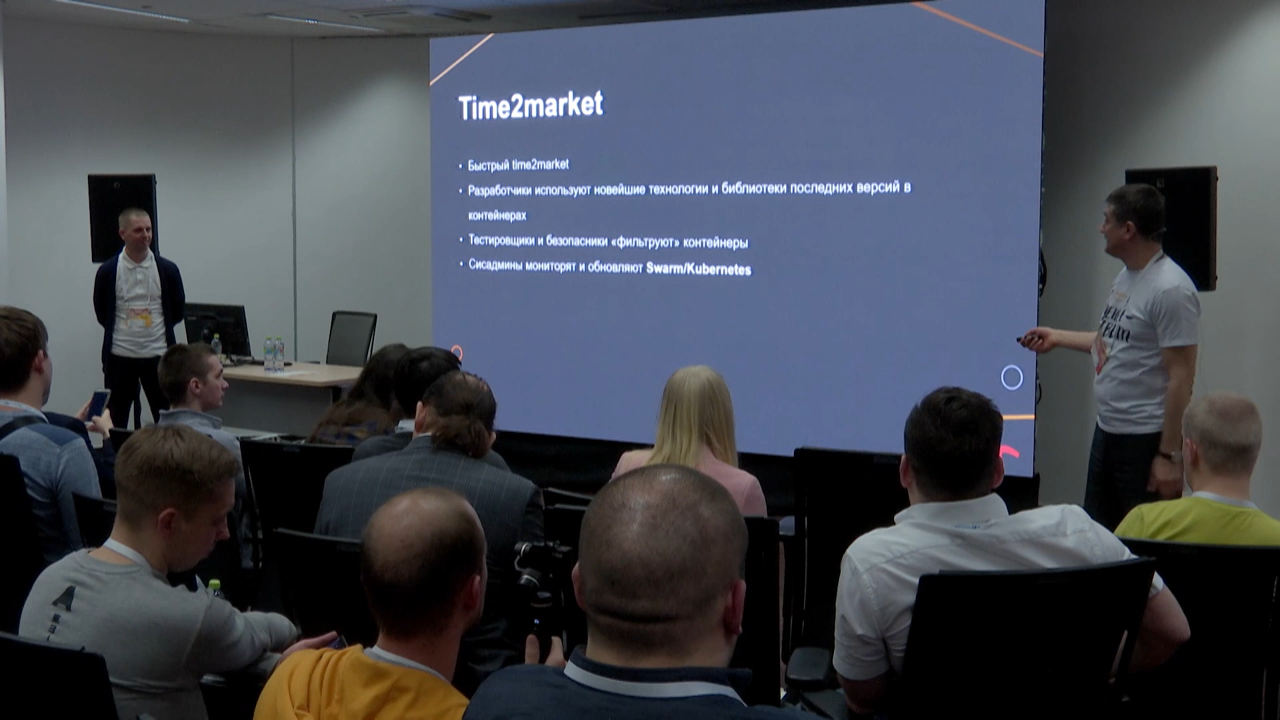 Time2market
• Быстрый time2market
• Разработчики используют новейшие технологии и библиотеки последних версий в
контейнерах
• Тестировщики и безопасники «фильтруют» контейнеры
• Сисадмины мониторят и обновляют Swarm/Kubernetes